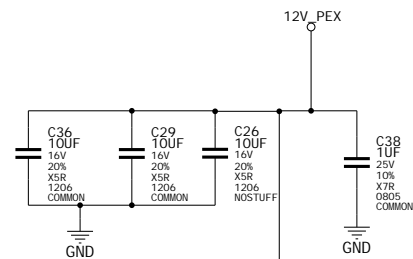 12V_PEX
C36
10UF
16V
20%
X5R
1206
COMMON
C29
10UF
16V
20%
X5R
1206
COMMON
C26
10UF
16V
20%
X5R
1206
NOSTUFF
C38
1UF
25V
10%
X7R
0805
COMMON
GND
GND